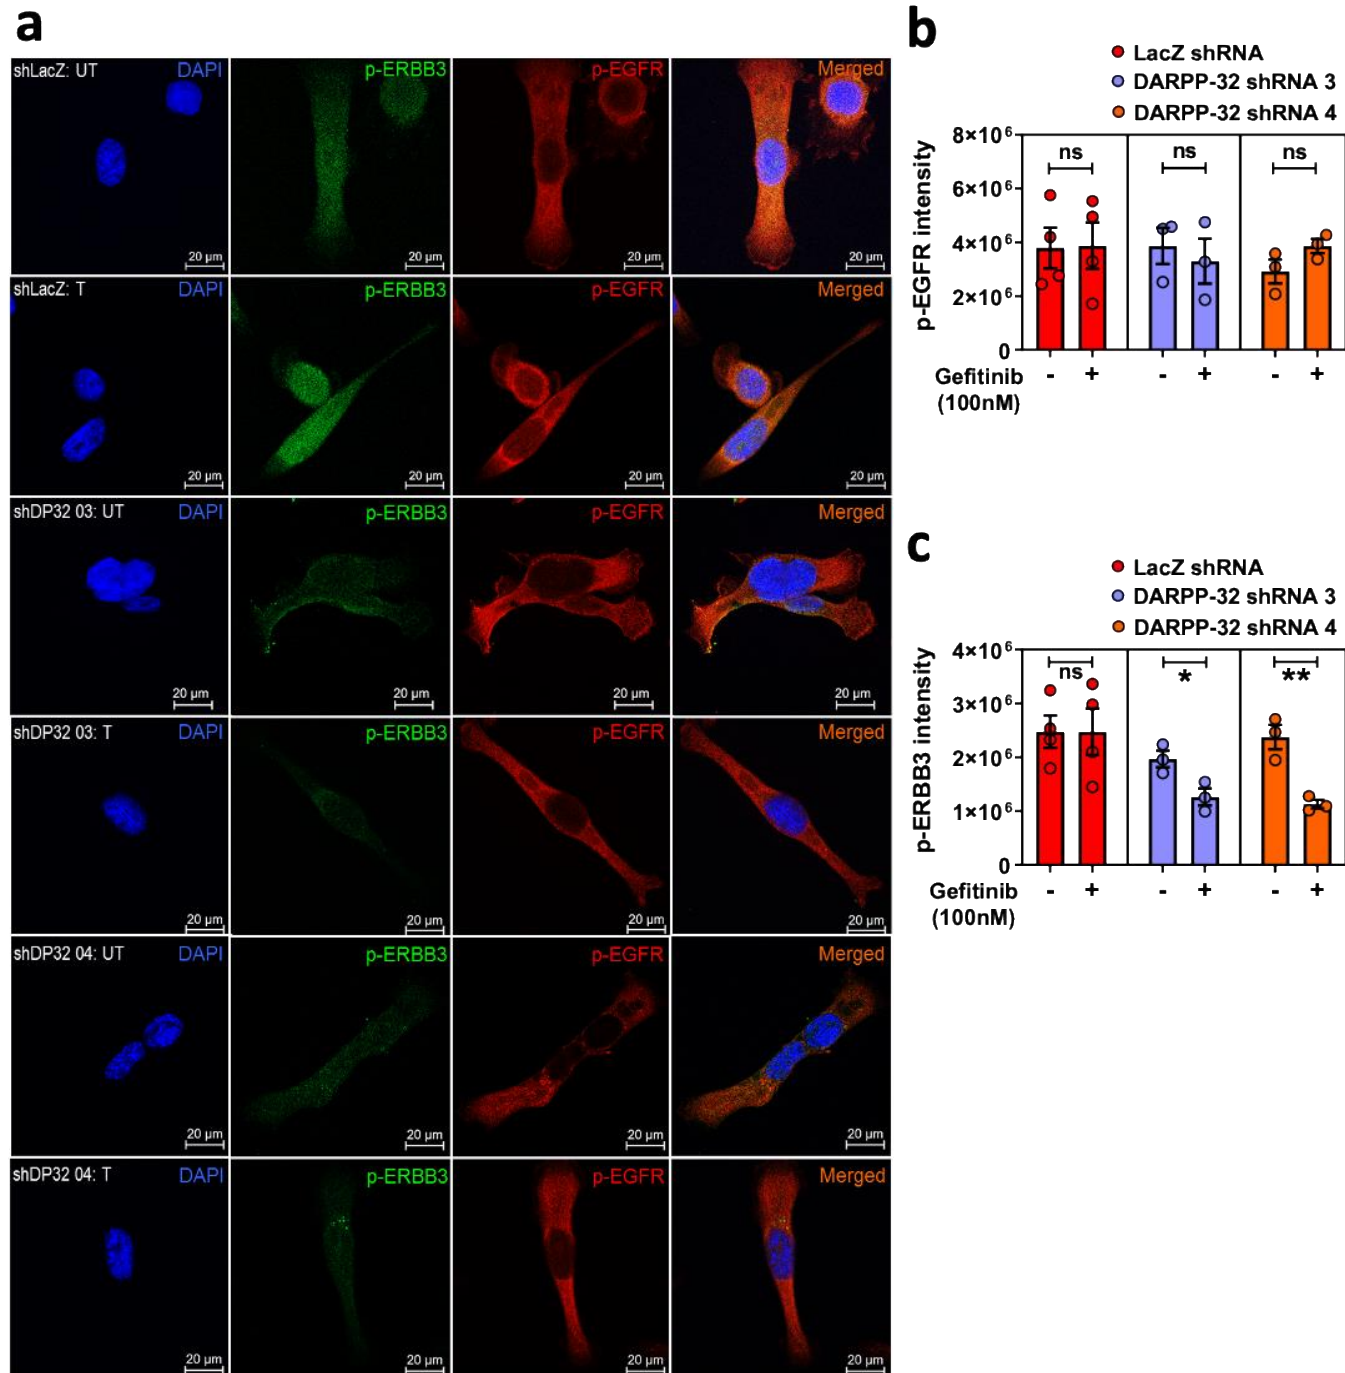 a
shLacZ: UT DAPI p-ERBB3 p-EGFR Merged
20 µm 20 µm 20 µm 20 µm
shLacZ: T DAPI p-ERBB3 p-EGFR Merged
20 µm 20 µm 20 µm 20 µm
shDP32 03: UT DAPI p-ERBB3 p-EGFR Merged
20 µm 20 µm 20 µm 20 µm
shDP32 03: T DAPI p-ERBB3 p-EGFR Merged
20 µm 20 µm 20 µm 20 µm
shDP32 04: UT DAPI p-ERBB3 p-EGFR Merged
20 µm 20 µm 20 µm 20 µm
shDP32 04: T DAPI p-ERBB3 p-EGFR Merged
20 µm 20 µm 20 µm 20 µm
b
LacZ shRNA
DARPP-32 shRNA 3
DARPP-32 shRNA 4
p-EGFR intensity
8×10⁶
6×10⁶
4×10⁶
2×10⁶
0
ns ns ns
Gefitinib - + - + - +
(100nM)
c
LacZ shRNA
DARPP-32 shRNA 3
DARPP-32 shRNA 4
p-ERBB3 intensity
4×10⁶
3×10⁶
2×10⁶
1×10⁶
0
ns * **
Gefitinib - + - + - +
(100nM)